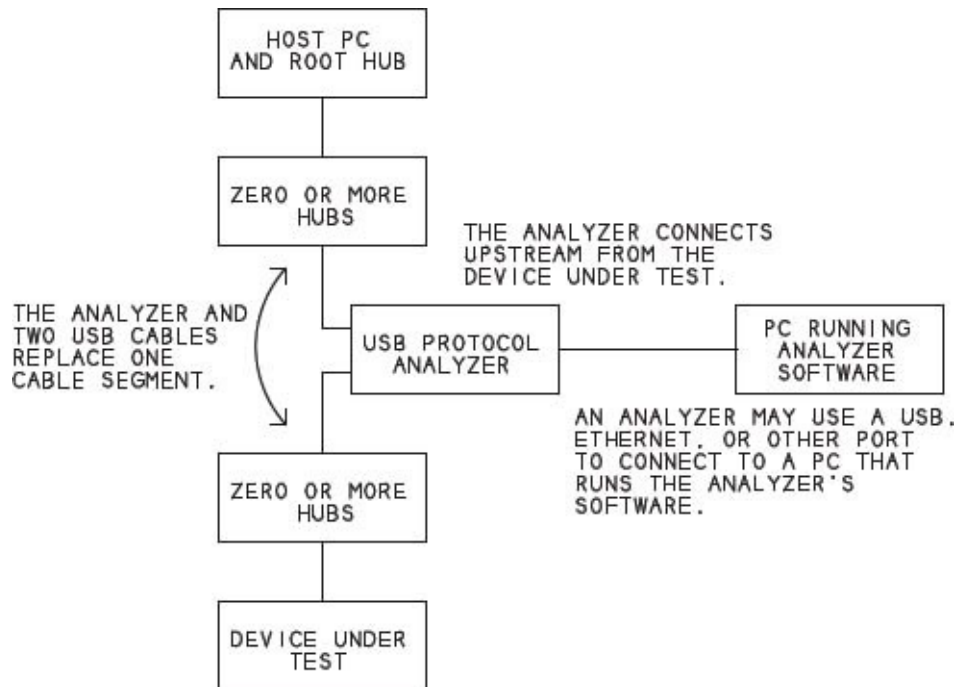 HOST PC
AND ROOT HUB
ZERO OR MORE
HUBS
THE ANALYZER CONNECTS
UPSTREAM FROM THE
DEVICE UNDER TEST.
THE ANALYZER AND
TWO USB CABLES
REPLACE ONE
CABLE SEGMENT.
USB PROTOCOL
ANALYZER
PC RUNNING
ANALYZER
SOFTWARE
AN ANALYZER MAY USE A USB,
ETHERNET, OR OTHER PORT
TO CONNECT TO A PC THAT
RUNS THE ANALYZER'S
SOFTWARE.
ZERO OR MORE
HUBS
DEVICE UNDER
TEST